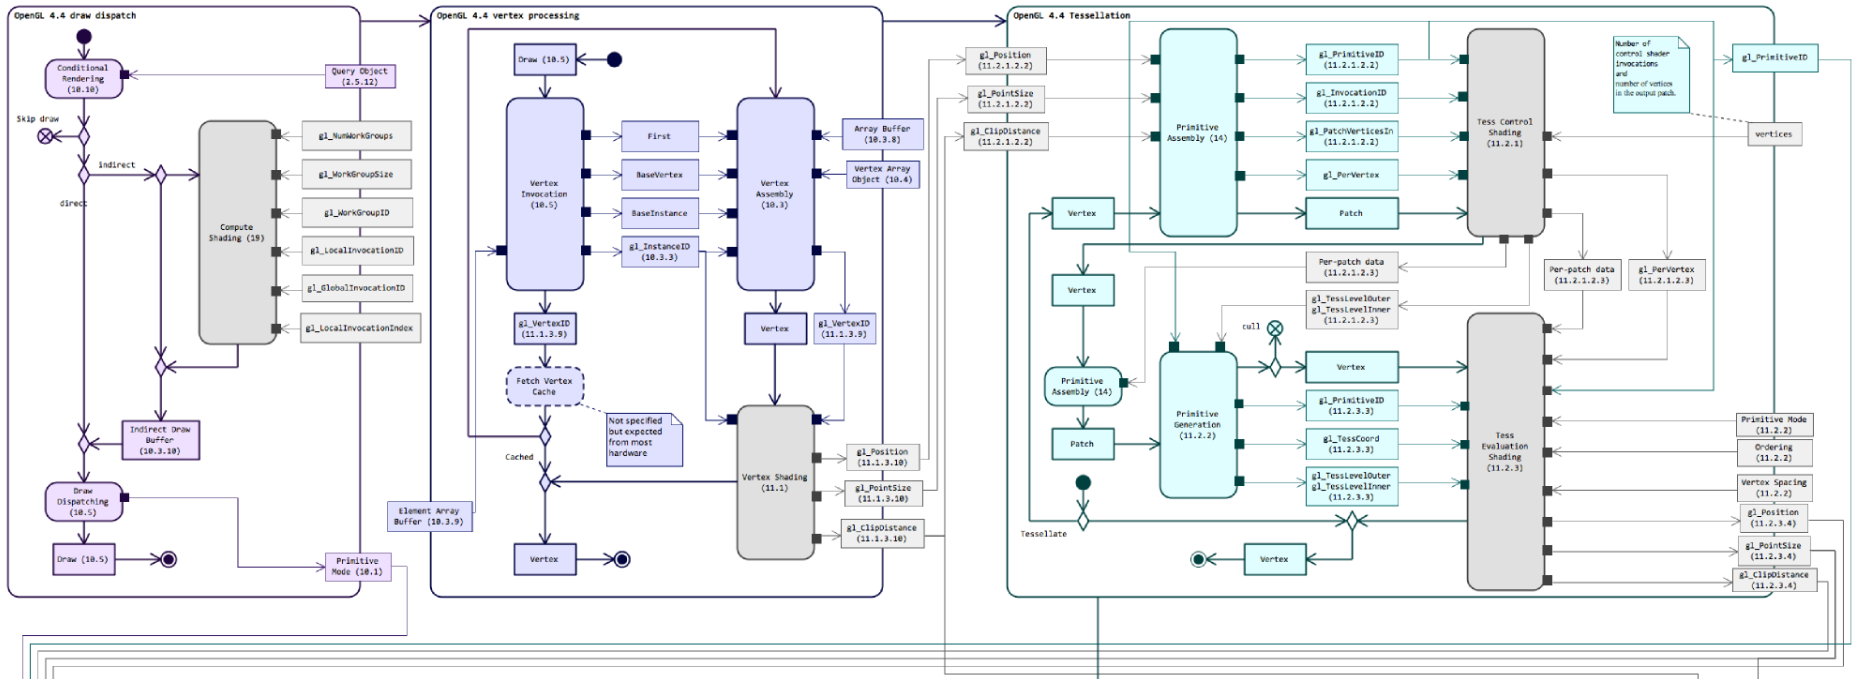 OpenGL 4.4 draw dispatch
Conditional
Rendering
(10.10)
Query Object
(2.5.12)
Skip draw
indirect
direct
gl_NumWorkGroups
gl_WorkGroupSize
gl_WorkGroupID
gl_LocalInvocationID
gl_GlobalInvocationID
gl_LocalInvocationIndex
Compute
Shading (19)
Indirect Draw
Buffer
(10.3.10)
Draw
Dispatching
(10.5)
Draw (10.5)
Primitive
Mode (10.1)
OpenGL 4.4 vertex processing
Draw (10.5)
Vertex
Invocation
(10.5)
First
BaseVertex
BaseInstance
gl_InstanceID
(10.3.3)
Vertex
Assembly
(10.3)
Array Buffer
(10.3.8)
Vertex Array
Object (10.4)
gl_VertexID
(11.1.3.9)
Vertex
gl_VertexID
(11.1.3.9)
Fetch Vertex
Cache
Not specified
but expected
from most
hardware
Cached
Vertex Shading
(11.1)
gl_Position
(11.1.3.10)
gl_PointSize
(11.1.3.10)
gl_ClipDistance
(11.1.3.10)
Element Array
Buffer (10.3.9)
Vertex
OpenGL 4.4 Tessellation
gl_Position
(11.2.1.2.2)
gl_PointSize
(11.2.1.2.2)
gl_ClipDistance
(11.2.1.2.2)
Primitive
Assembly (14)
gl_PrimitiveID
(11.2.1.2.2)
gl_InvocationID
(11.2.1.2.2)
gl_PatchVerticesIn
(11.2.1.2.2)
gl_PerVertex
Patch
Vertex
Tess Control
Shading
(11.2.1)
Number of
control shader
invocations
and
number of vertices
in the output patch.
gl_PrimitiveID
vertices
Per-patch data
(11.2.1.2.3)
gl_TessLevelOuter
gl_TessLevelInner
(11.2.1.2.3)
Per-patch data
(11.2.1.2.3)
gl_PerVertex
(11.2.1.2.3)
Vertex
cull
Primitive
Assembly (14)
Patch
Primitive
Generation
(11.2.2)
Vertex
gl_PrimitiveID
(11.2.3.3)
gl_TessCoord
(11.2.3.3)
gl_TessLevelOuter
gl_TessLevelInner
(11.2.3.3)
Tess
Evaluation
Shading
(11.2.3)
Primitive Mode
(11.2.2)
Ordering
(11.2.2)
Vertex Spacing
(11.2.2)
gl_Position
(11.2.3.4)
gl_PointSize
(11.2.3.4)
gl_ClipDistance
(11.2.3.4)
Tessellate
Vertex